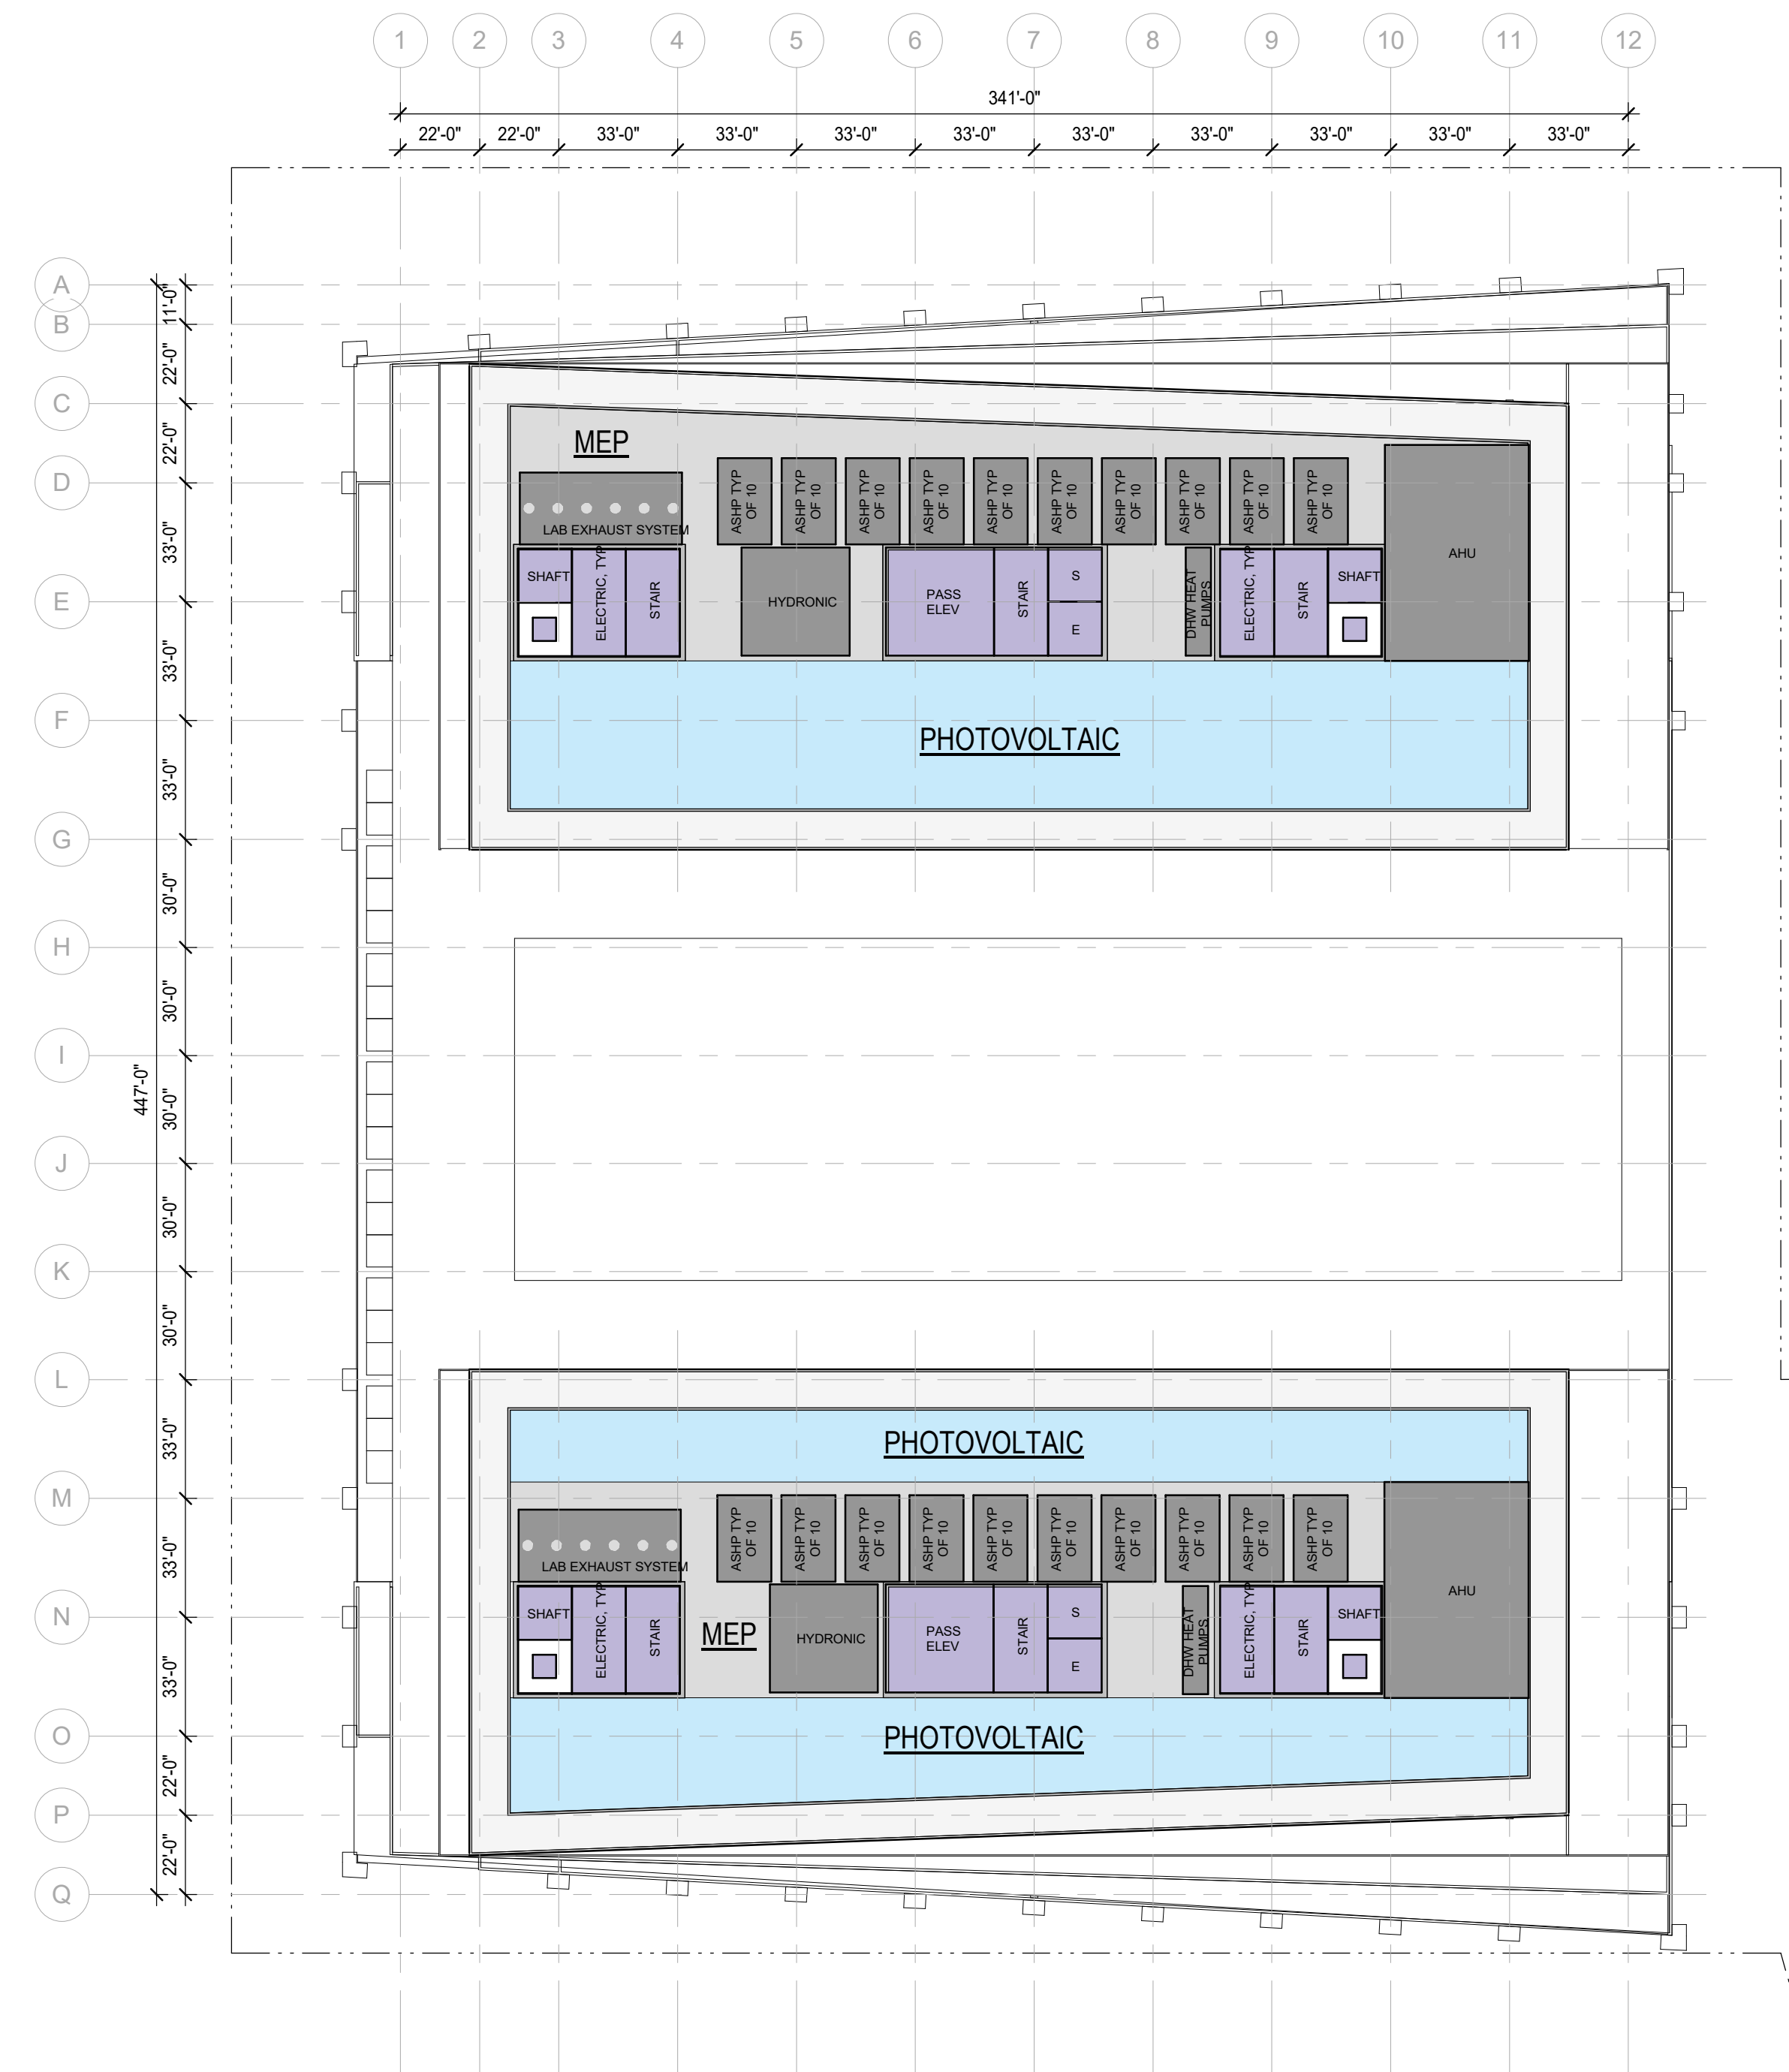 1 2 3 4 5 6 7 8 9 10 11 12
341'-0"
22'-0" 22'-0" 33'-0" 33'-0" 33'-0" 33'-0" 33'-0" 33'-0" 33'-0" 33'-0" 33'-0"
A
11'-0"
B
22'-0"
C
22'-0"
D
33'-0"
E
33'-0"
F
33'-0"
G
30'-0"
H
30'-0"
I
30'-0"
447'-0"
J
30'-0"
K
30'-0"
L
33'-0"
M
33'-0"
N
33'-0"
O
22'-0"
P
22'-0"
Q
MEP
LAB EXHAUST SYSTEM
ASHP TYP
OF 10
ASHP TYP
OF 10
ASHP TYP
OF 10
ASHP TYP
OF 10
ASHP TYP
OF 10
ASHP TYP
OF 10
ASHP TYP
OF 10
ASHP TYP
OF 10
ASHP TYP
OF 10
ASHP TYP
OF 10
AHU
SHAFT
ELECTRIC, TYP
STAIR
HYDRONIC
PASS
ELEV
STAIR
S
E
DHW HEAT
PUMPS
ELECTRIC, TYP
STAIR
SHAFT
PHOTOVOLTAIC
PHOTOVOLTAIC
LAB EXHAUST SYSTEM
ASHP TYP
OF 10
ASHP TYP
OF 10
ASHP TYP
OF 10
ASHP TYP
OF 10
ASHP TYP
OF 10
ASHP TYP
OF 10
ASHP TYP
OF 10
ASHP TYP
OF 10
ASHP TYP
OF 10
ASHP TYP
OF 10
AHU
SHAFT
ELECTRIC, TYP
STAIR
MEP
HYDRONIC
PASS
ELEV
STAIR
S
E
DHW HEAT
PUMPS
ELECTRIC, TYP
STAIR
SHAFT
PHOTOVOLTAIC